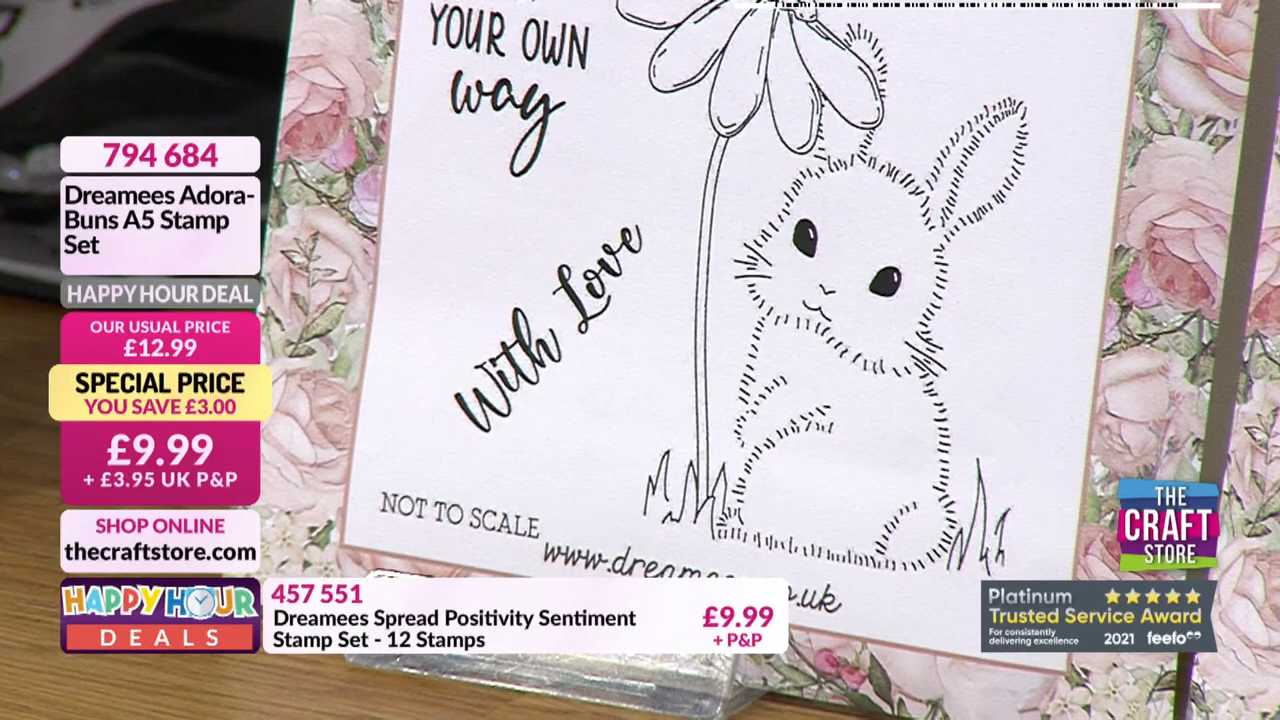 YOUR OWN
way
With Love
NOT TO SCALE
794 684
Dreamees Adora-
Buns A5 Stamp
Set
HAPPY HOUR DEAL
OUR USUAL PRICE
£12.99
SPECIAL PRICE
YOU SAVE £3.00
£9.99
+ £3.95 UK P&P
SHOP ONLINE
thecraftstore.com
HAPPY HOUR
DEALS
457 551
Dreamees Spread Positivity Sentiment
Stamp Set - 12 Stamps
£9.99
+ P&P
THE
CRAFT
STORE
Platinum
Trusted Service Award
For consistently
delivering excellence
2021 feefo